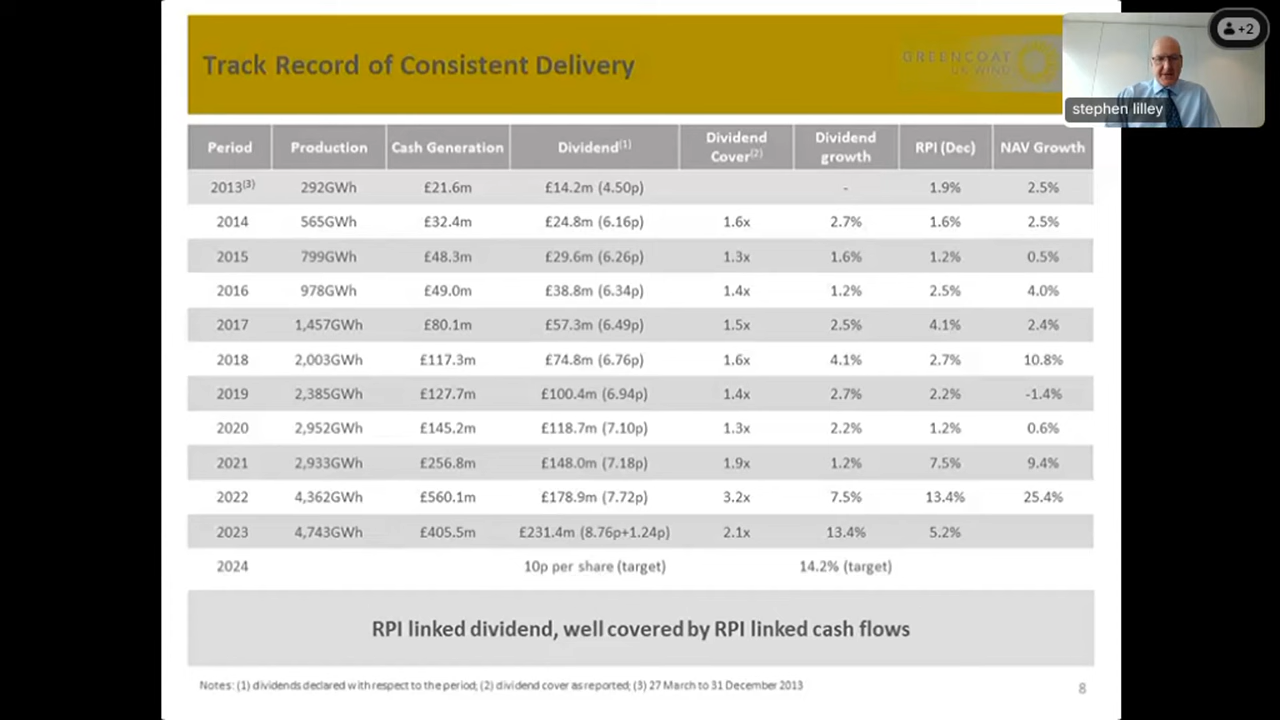 Track Record of Consistent Delivery
GREENCOAT
UK WIND
+2
stephen lilley
Period Production Cash Generation Dividend(1) Dividend Cover(2) Dividend growth RPI (Dec) NAV Growth
2013(3) 292GWh £21.6m £14.2m (4.50p) - 1.9% 2.5%
2014 565GWh £32.4m £24.8m (6.16p) 1.6x 2.7% 1.6% 2.5%
2015 799GWh £48.3m £29.6m (6.26p) 1.3x 1.6% 1.2% 0.5%
2016 978GWh £49.0m £38.8m (6.34p) 1.4x 1.2% 2.5% 4.0%
2017 1,457GWh £80.1m £57.3m (6.49p) 1.5x 2.5% 4.1% 2.4%
2018 2,003GWh £117.3m £74.8m (6.76p) 1.6x 4.1% 2.7% 10.8%
2019 2,385GWh £127.7m £100.4m (6.94p) 1.4x 2.7% 2.2% -1.4%
2020 2,952GWh £145.2m £118.7m (7.10p) 1.3x 2.2% 1.2% 0.6%
2021 2,933GWh £256.8m £148.0m (7.18p) 1.9x 1.2% 7.5% 9.4%
2022 4,362GWh £560.1m £178.9m (7.72p) 3.2x 7.5% 13.4% 25.4%
2023 4,743GWh £405.5m £231.4m (8.76p+1.24p) 2.1x 13.4% 5.2%
2024 10p per share (target) 14.2% (target)
RPI linked dividend, well covered by RPI linked cash flows
Notes: (1) dividends declared with respect to the period; (2) dividend cover as reported; (3) 27 March to 31 December 2013
8